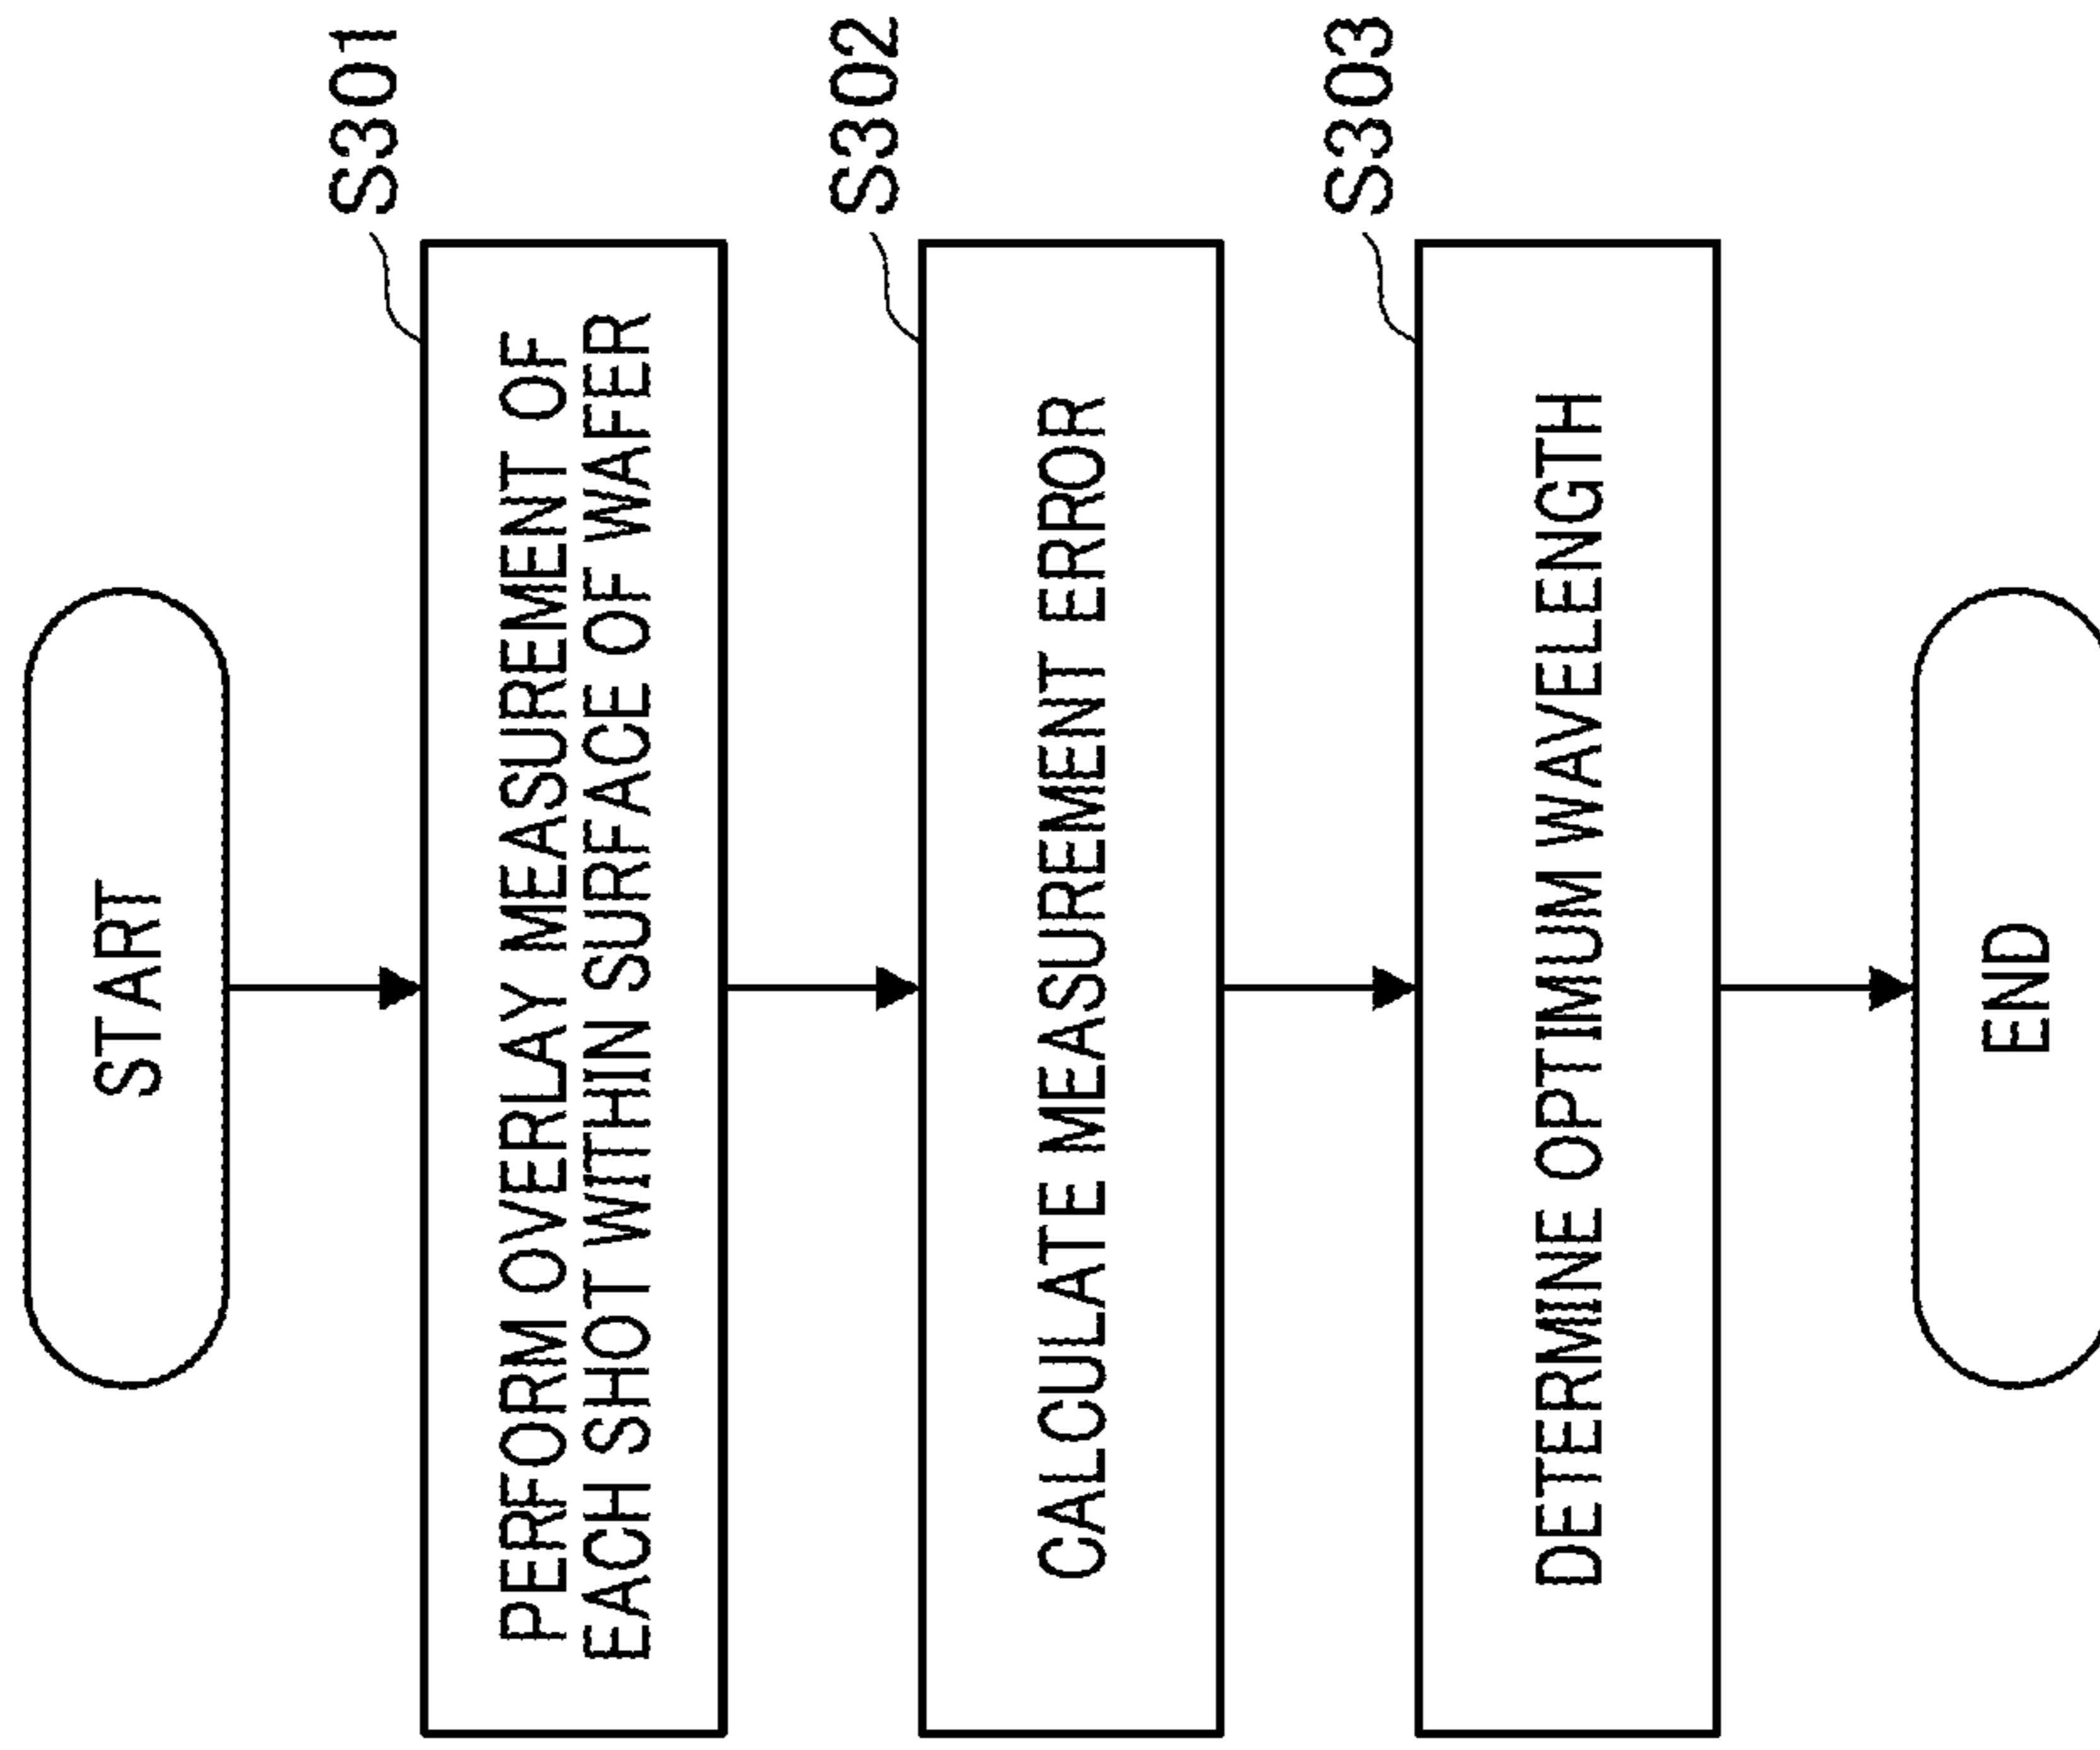 START
S301
PERFORM OVERLAY MEASUREMENT OF
EACH SHOT WITHIN SURFACE OF WAFER
S302
CALCULATE MEASUREMENT ERROR
S303
DETERMINE OPTIMUM WAVELENGTH
END